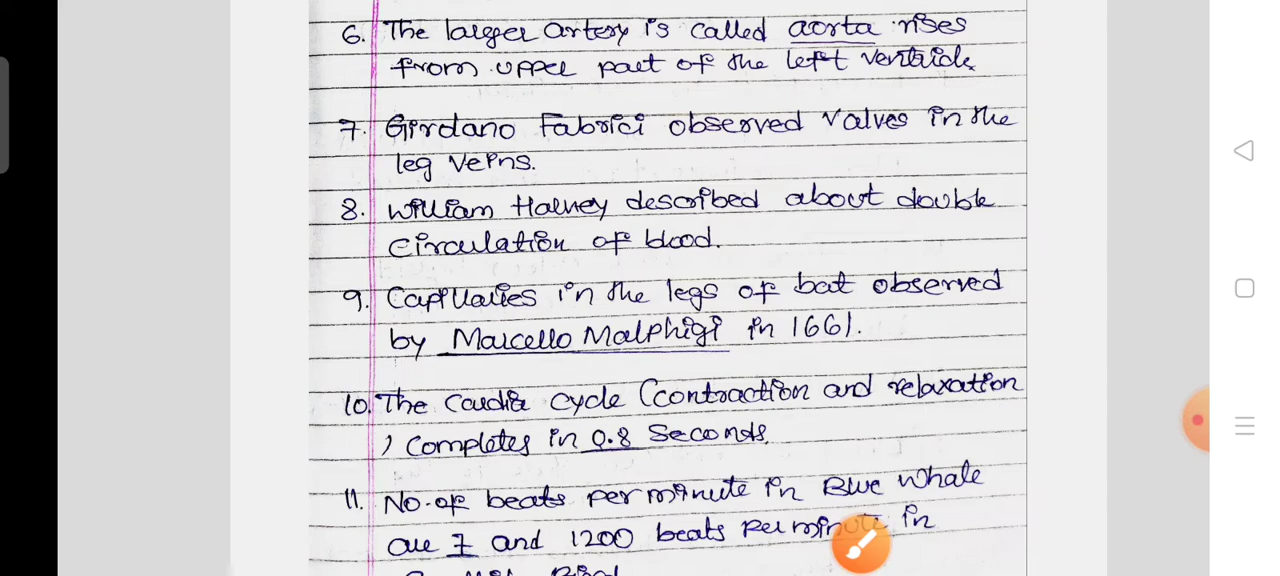 6. The larger artery is called aorta rises
from upper part of the left ventricle.
7. Girdano Fabrici observed valves in the
leg veins.
8. William Halvey described about double
circulation of blood.
9. Capillaries in the legs of bat observed
by Marcello Malphigi in 1661.
10. The Cardia cycle (contraction and relaxation
) completes in 0.8 seconds.
11. No. of beats per minute in Blue whale
are 7 and 1200 beats per minute in